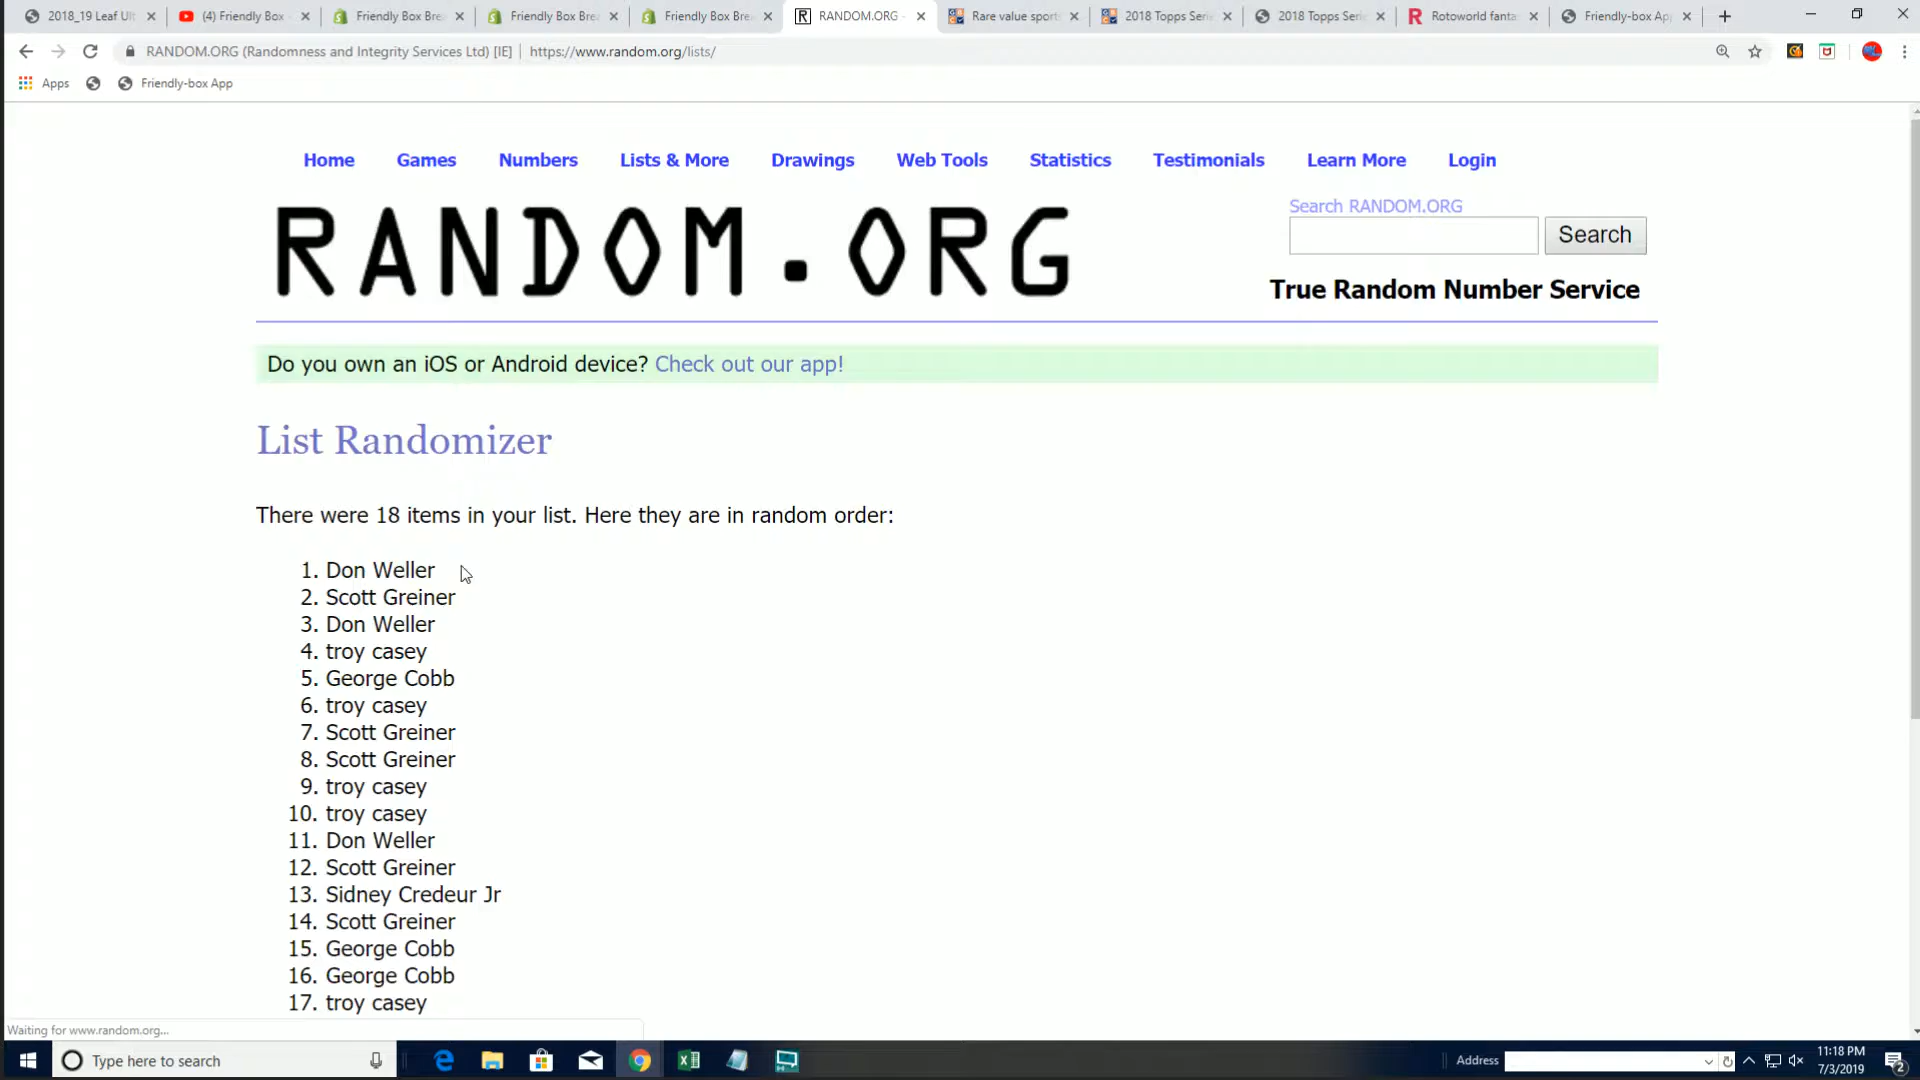 2018_19 Leaf Ult
(4) Friendly Box
Friendly Box Bre
Friendly Box Bre
Friendly Box Bre
RANDOM.ORG
Rare value sport
2018 Topps Seri
2018 Topps Seri
Rotoworld fanta
Friendly-box App
RANDOM.ORG (Randomness and Integrity Services Ltd) [IE] | https://www.random.org/lists/
Apps
Friendly-box App
Home Games Numbers Lists & More Drawings Web Tools Statistics Testimonials Learn More Login
RANDOM.ORG
Search RANDOM.ORG
Search
True Random Number Service
Do you own an iOS or Android device? Check out our app!
List Randomizer
There were 18 items in your list. Here they are in random order:
1. Don Weller
2. Scott Greiner
3. Don Weller
4. troy casey
5. George Cobb
6. troy casey
7. Scott Greiner
8. Scott Greiner
9. troy casey
10. troy casey
11. Don Weller
12. Scott Greiner
13. Sidney Credeur Jr
14. Scott Greiner
15. George Cobb
16. George Cobb
17. troy casey
Waiting for www.random.org...
Type here to search
Address
11:18 PM
7/3/2019
2